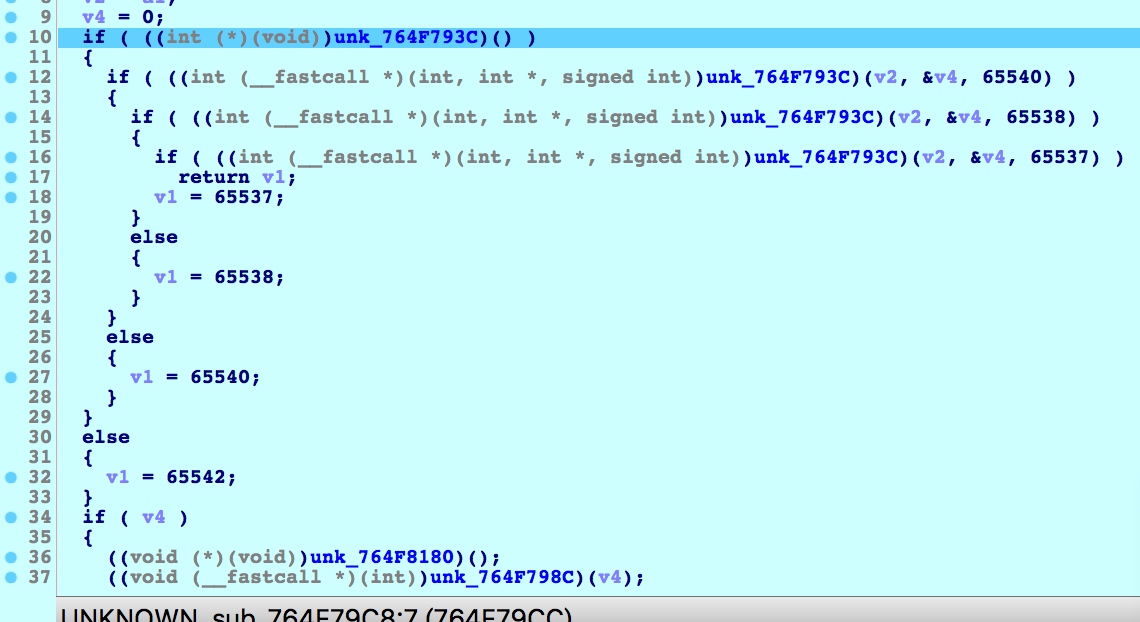 9 v4 = 0;
10 if ( ((int (*)(void))unk_764F793C)() )
11 {
12 if ( ((int (__fastcall *)(int, int *, signed int))unk_764F793C)(v2, &v4, 65540) )
13 {
14 if ( ((int (__fastcall *)(int, int *, signed int))unk_764F793C)(v2, &v4, 65538) )
15 {
16 if ( ((int (__fastcall *)(int, int *, signed int))unk_764F793C)(v2, &v4, 65537) )
17 return v1;
18 v1 = 65537;
19 }
20 else
21 {
22 v1 = 65538;
23 }
24 }
25 else
26 {
27 v1 = 65540;
28 }
29 }
30 else
31 {
32 v1 = 65542;
33 }
34 if ( v4 )
35 {
36 ((void (*)(void))unk_764F8180)();
37 ((void (__fastcall *)(int))unk_764F798C)(v4);
UNKNOWN sub_764F79C8:7 (764F79CC)